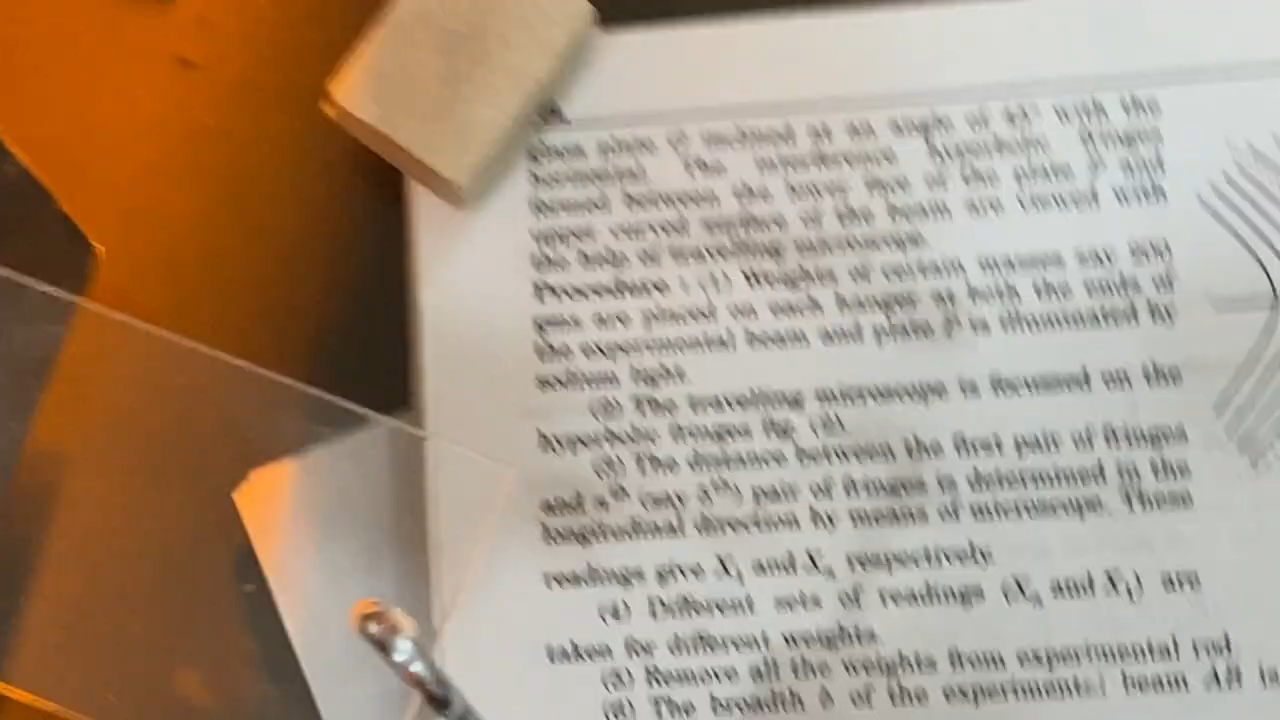 glass plate G inclined at an angle of 45° with the
horizontal. The interference hyperbolic fringes
formed between the lower face of the plate P and
upper curved surface of the beam are viewed with
the help of travelling microscope.
Procedure : (1) Weights of certain masses say 200
gms are placed on each hanger at both the ends of
the experimental beam and plate P is illuminated by
sodium light.
(2) The travelling microscope is focussed on the
hyperbolic fringes fig (2).
(3) The distance between the first pair of fringes
and nth (say 5th) pair of fringes is determined in the
longitudinal direction by means of microscope. These
readings give X₁ and Xₙ respectively.
(4) Different sets of readings (Xₙ and X₁) are
taken for different weights.
(5) Remove all the weights from experimental rod.
(6) The breadth b of the experimental beam AB is